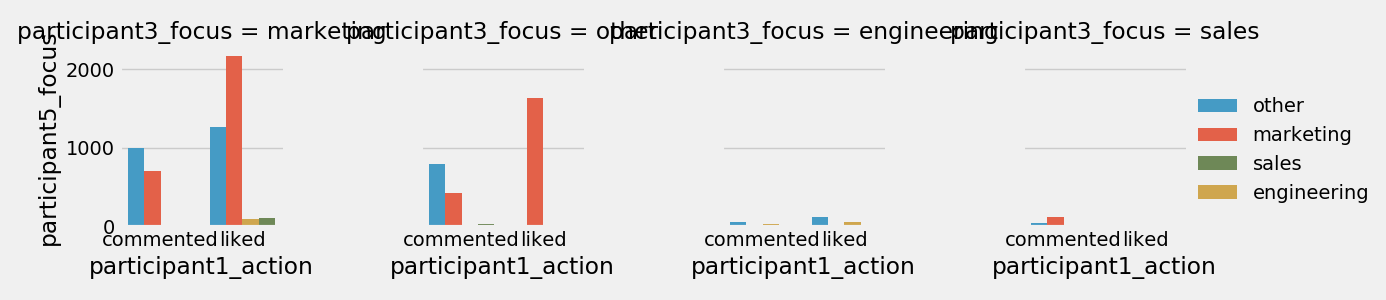 participant3_focus = marketing
participant3_focus = other
participant3_focus = engineering
participant3_focus = sales
participant5_focus
2000
1000
0
commented liked
commented liked
commented liked
commented liked
participant1_action
participant1_action
participant1_action
participant1_action
other
marketing
sales
engineering